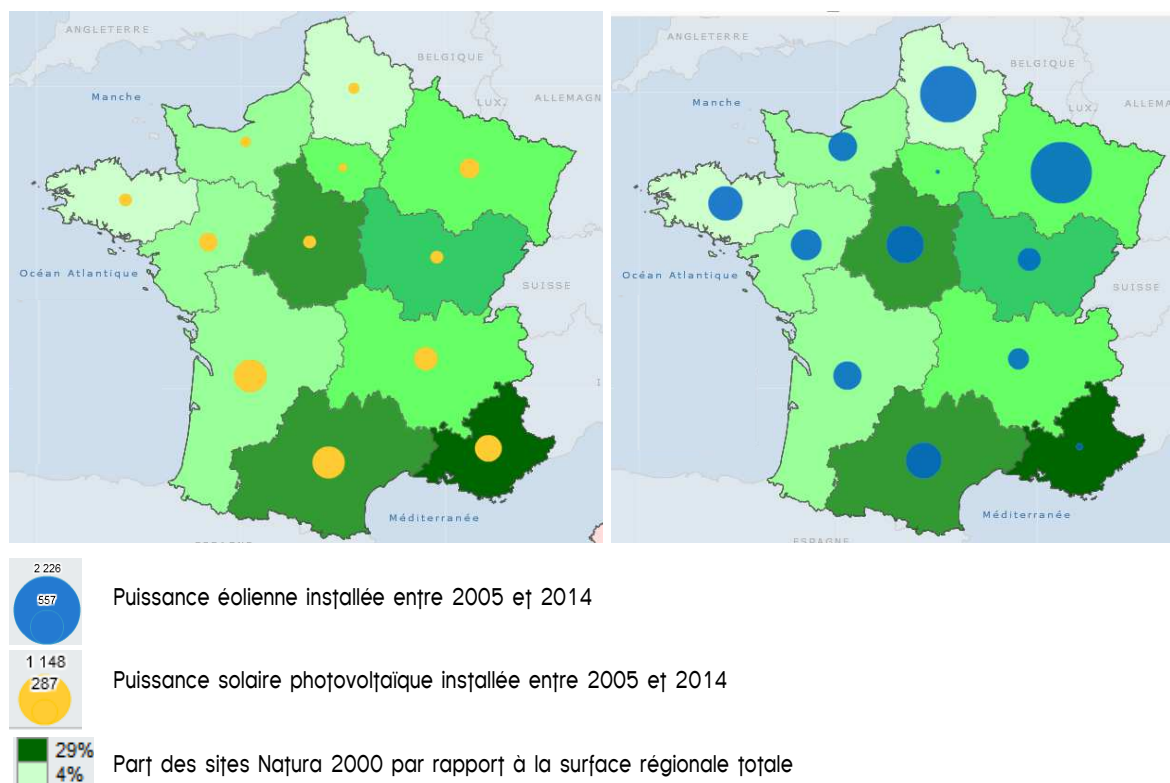 ANGLETERRE
BELGIQUE
Manche
LUX.
ALLEMAGN
Océan Atlantique
SUISSE
Méditerranée
ANGLETERRE
BELGIQUE
Manche
LUX.
ALLEMA
Océan Atlantique
SUISSE
Méditerranée
ESPAGNE
2 226
557
Puissance éolienne installée entre 2005 et 2014
1 148
287
Puissance solaire photovoltaïque installée entre 2005 et 2014
29%
4%
Part des sites Natura 2000 par rapport à la surface régionale totale